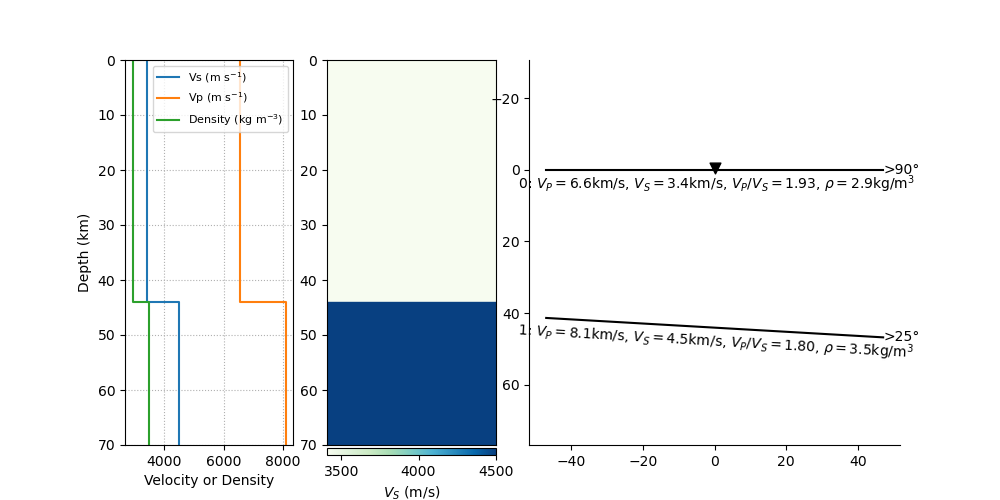 0
10
20
30
40
50
60
70
Depth (km)
4000 6000 8000
Velocity or Density
Vs (m s⁻¹)
Vp (m s⁻¹)
Density (kg m⁻³)
0
10
20
30
40
50
60
70
3500 4000 4500
V_S (m/s)
−20
0
20
40
60
−40 −20 0 20 40
>90°
0: V_P = 6.6km/s, V_S = 3.4km/s, V_P/V_S = 1.93, ρ = 2.9kg/m³
>25°
1: V_P = 8.1km/s, V_S = 4.5km/s, V_P/V_S = 1.80, ρ = 3.5kg/m³